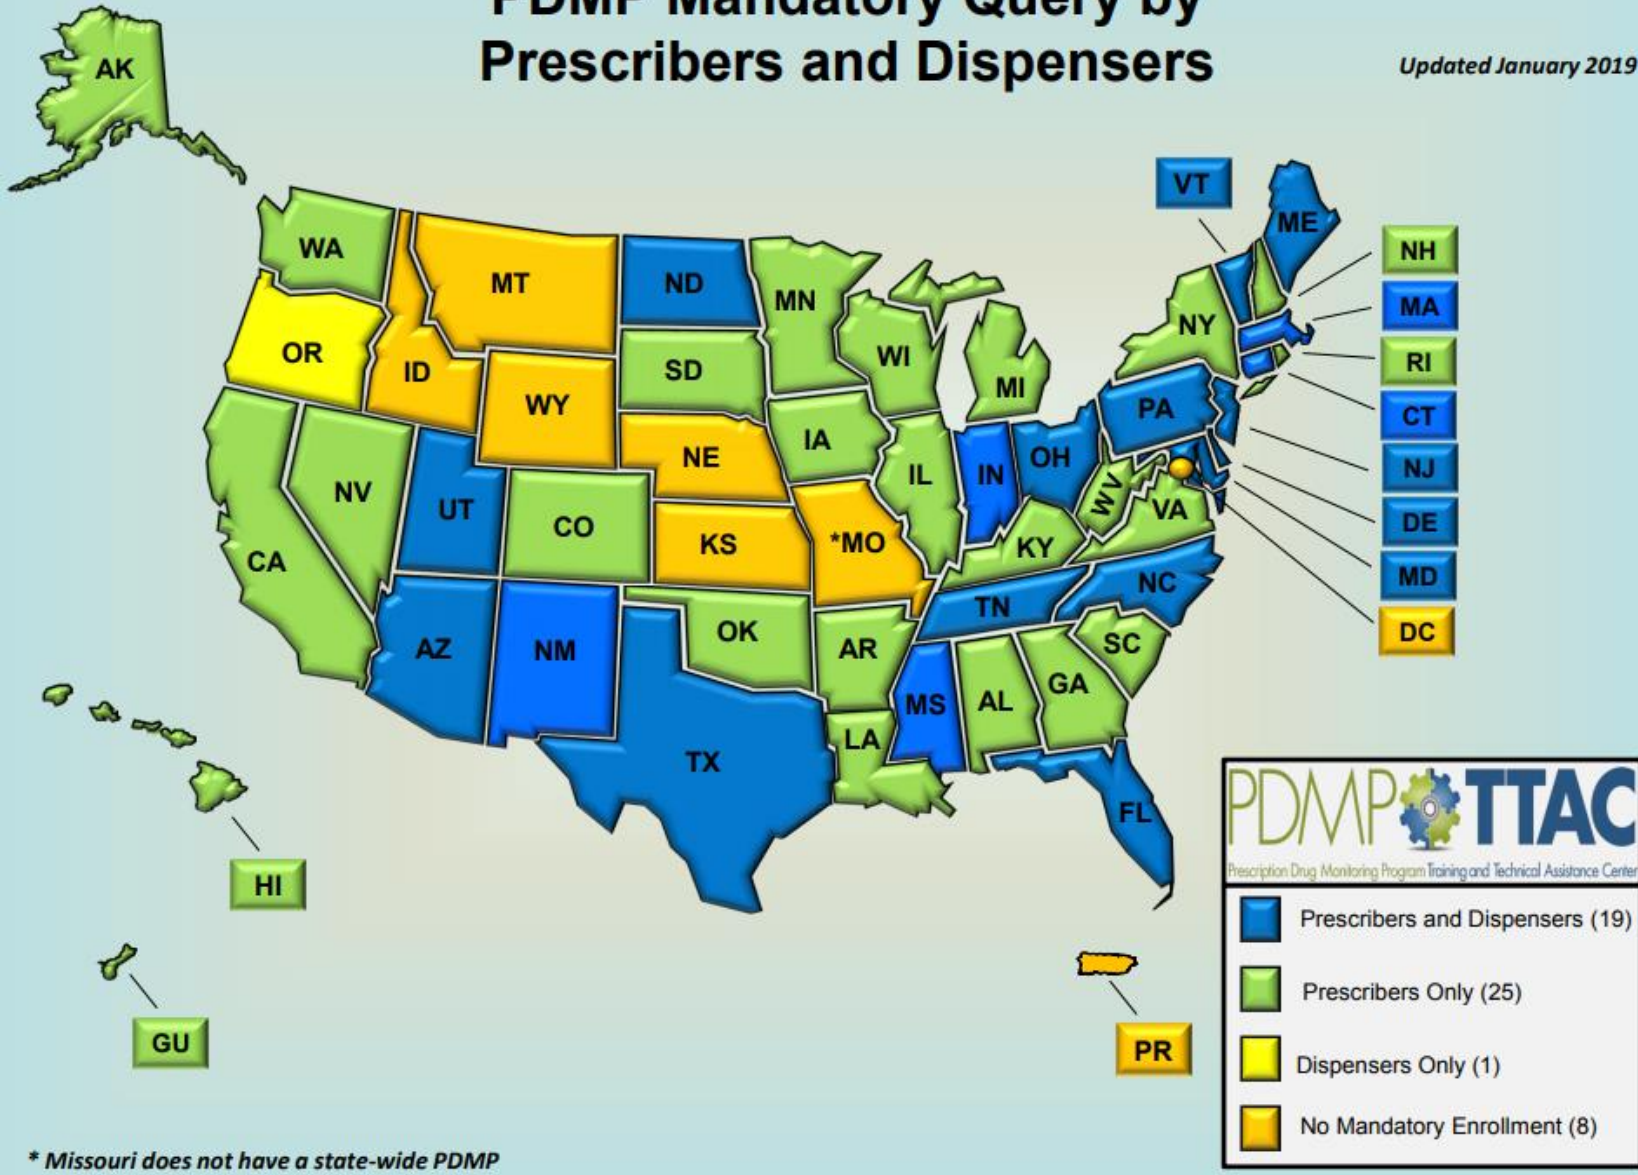 PDMP Mandatory Query by
Prescribers and Dispensers
Updated January 2019
AK
VT
ME
WA
NH
MT
ND
MN
MA
NY
OR
WI
RI
ID
SD
MI
WY
PA
CT
IA
NE
OH
NJ
IL
IN
NV
WV
UT
VA
DE
CO
KS
*MO
KY
CA
MD
NC
TN
DC
OK
AZ
NM
AR
SC
GA
MS
AL
LA
TX
FL
HI
GU
PR
PDMP TTAC
Prescription Drug Monitoring Program Training and Technical Assistance Center
Prescribers and Dispensers (19)
Prescribers Only (25)
Dispensers Only (1)
No Mandatory Enrollment (8)
* Missouri does not have a state-wide PDMP